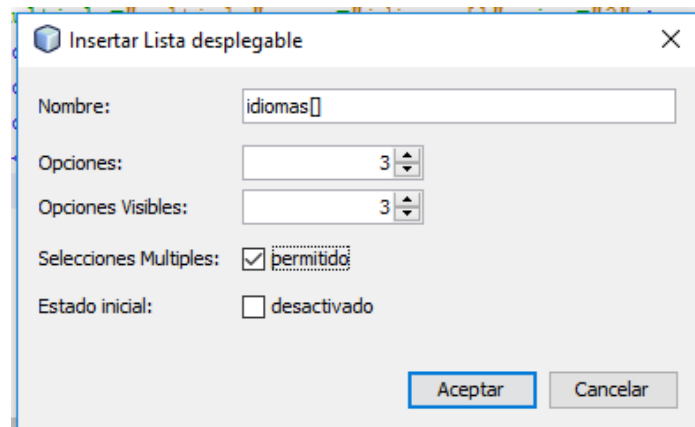 Insertar Lista desplegable
Nombre: idiomas[]
Opciones: 3
Opciones Visibles: 3
Selecciones Multiples: permitido
Estado inicial: desactivado
Aceptar Cancelar